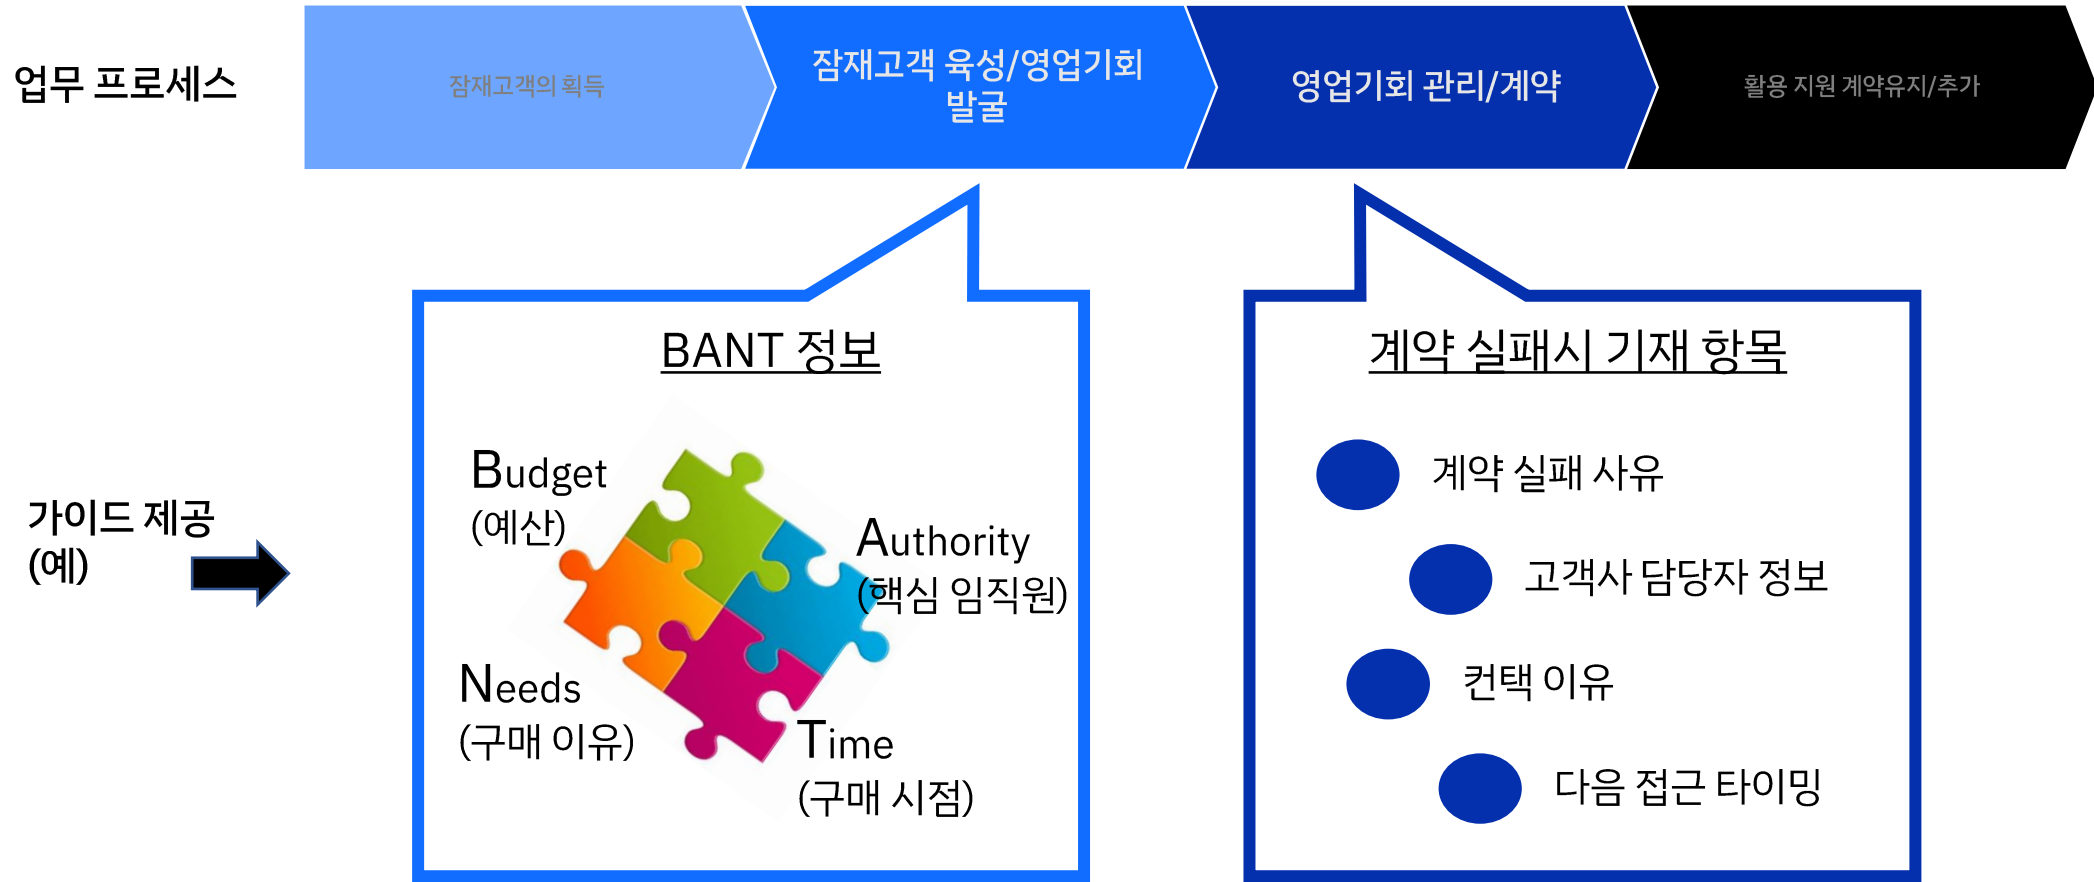 업무 프로세스
잠재고객의 획득
잠재고객 육성/영업기회
발굴
영업기회 관리/계약
활용 지원 계약유지/추가
가이드 제공
(예)
BANT 정보
Budget
(예산)
Authority
(핵심 임직원)
Needs
(구매 이유)
Time
(구매 시점)
계약 실패시 기재 항목
계약 실패 사유
고객사 담당자 정보
컨택 이유
다음 접근 타이밍